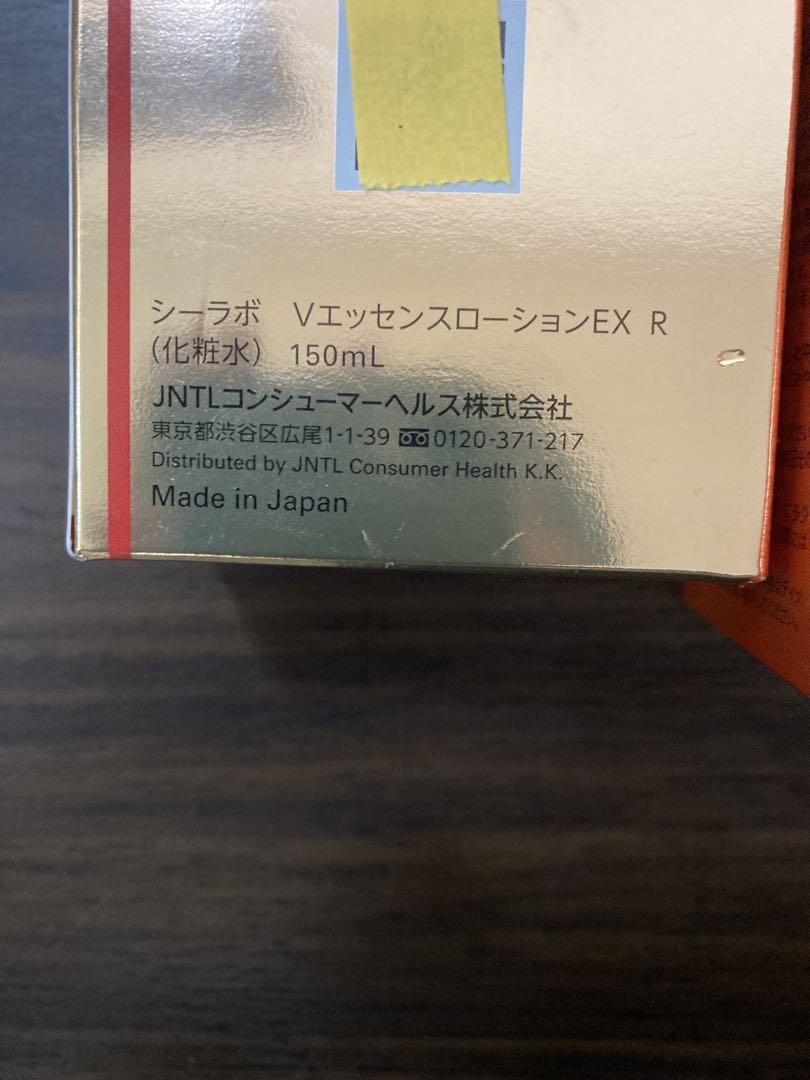 シーラボ　VエッセンスローションEX R
(化粧水)　150mL
JNTLコンシューマーヘルス株式会社
東京都渋谷区広尾1-1-39 0120-371-217
Distributed by JNTL Consumer Health K.K.
Made in Japan